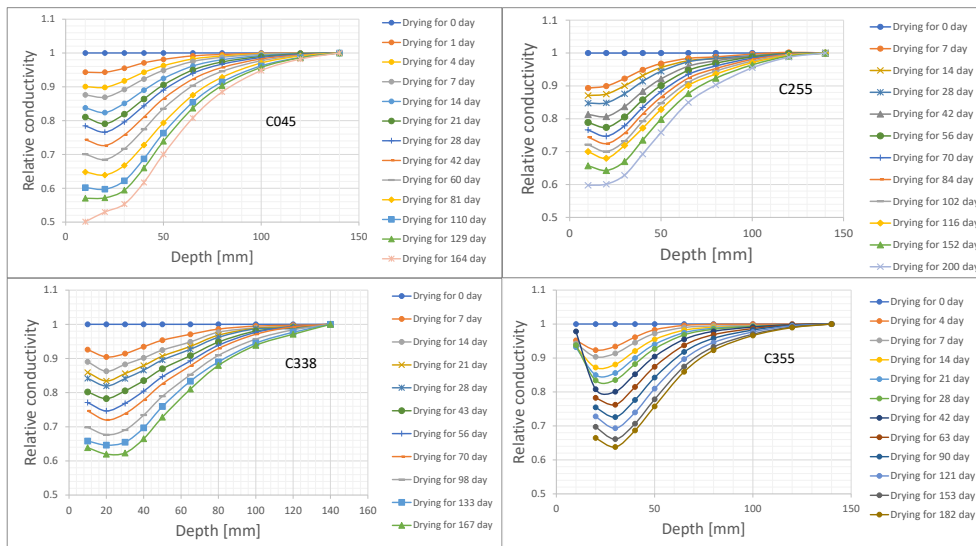 Relative conductivity
1.1
1
0.9
0.8
0.7
0.6
0.5
0
50
100
150
Depth [mm]
C045
Drying for 0 day
Drying for 1 day
Drying for 4 day
Drying for 7 day
Drying for 14 day
Drying for 21 day
Drying for 28 day
Drying for 42 day
Drying for 60 day
Drying for 81 day
Drying for 110 day
Drying for 129 day
Drying for 164 day
Relative conductivity
1.1
1
0.9
0.8
0.7
0.6
0.5
0
50
100
150
Depth [mm]
C255
Drying for 0 day
Drying for 7 day
Drying for 14 day
Drying for 28 day
Drying for 42 day
Drying for 56 day
Drying for 70 day
Drying for 84 day
Drying for 102 day
Drying for 116 day
Drying for 152 day
Drying for 200 day
Relative conductivity
1.1
1
0.9
0.8
0.7
0.6
0.5
0
20
40
60
80
100
120
140
160
Depth [mm]
C338
Drying for 0 day
Drying for 7 day
Drying for 14 day
Drying for 21 day
Drying for 28 day
Drying for 43 day
Drying for 56 day
Drying for 70 day
Drying for 98 day
Drying for 133 day
Drying for 167 day
Relative conductivity
1.1
1
0.9
0.8
0.7
0.6
0.5
0
50
100
150
Depth [mm]
C355
Drying for 0 day
Drying for 4 day
Drying for 7 day
Drying for 14 day
Drying for 21 day
Drying for 28 day
Drying for 42 day
Drying for 63 day
Drying for 90 day
Drying for 121 day
Drying for 153 day
Drying for 182 day